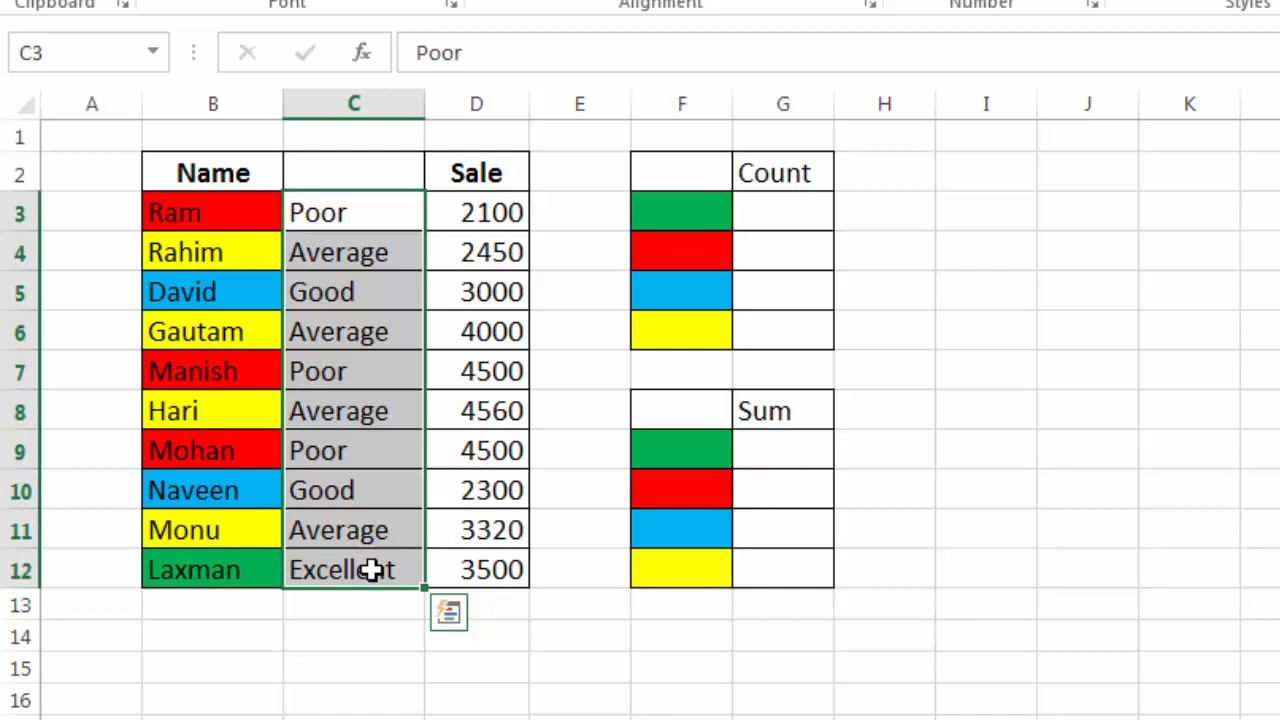 Clipboard Font Alignment Number Styles
C3 fx Poor
A B C D E F G H I J K
1
2 Name Sale Count
3 Ram Poor 2100
4 Rahim Average 2450
5 David Good 3000
6 Gautam Average 4000
7 Manish Poor 4500
8 Hari Average 4560 Sum
9 Mohan Poor 4500
10 Naveen Good 2300
11 Monu Average 3320
12 Laxman Excellent 3500
13
14
15
16